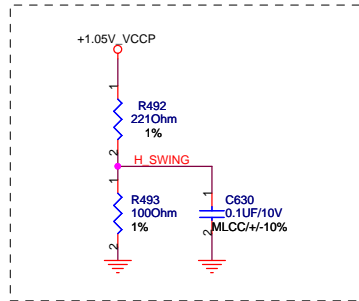 +1.05V_VCCP
1
R492
221Ohm
1%
2
H_SWING
1
R493
100Ohm
1%
2
1
C630
0.1UF/10V
MLCC/+/-10%
2